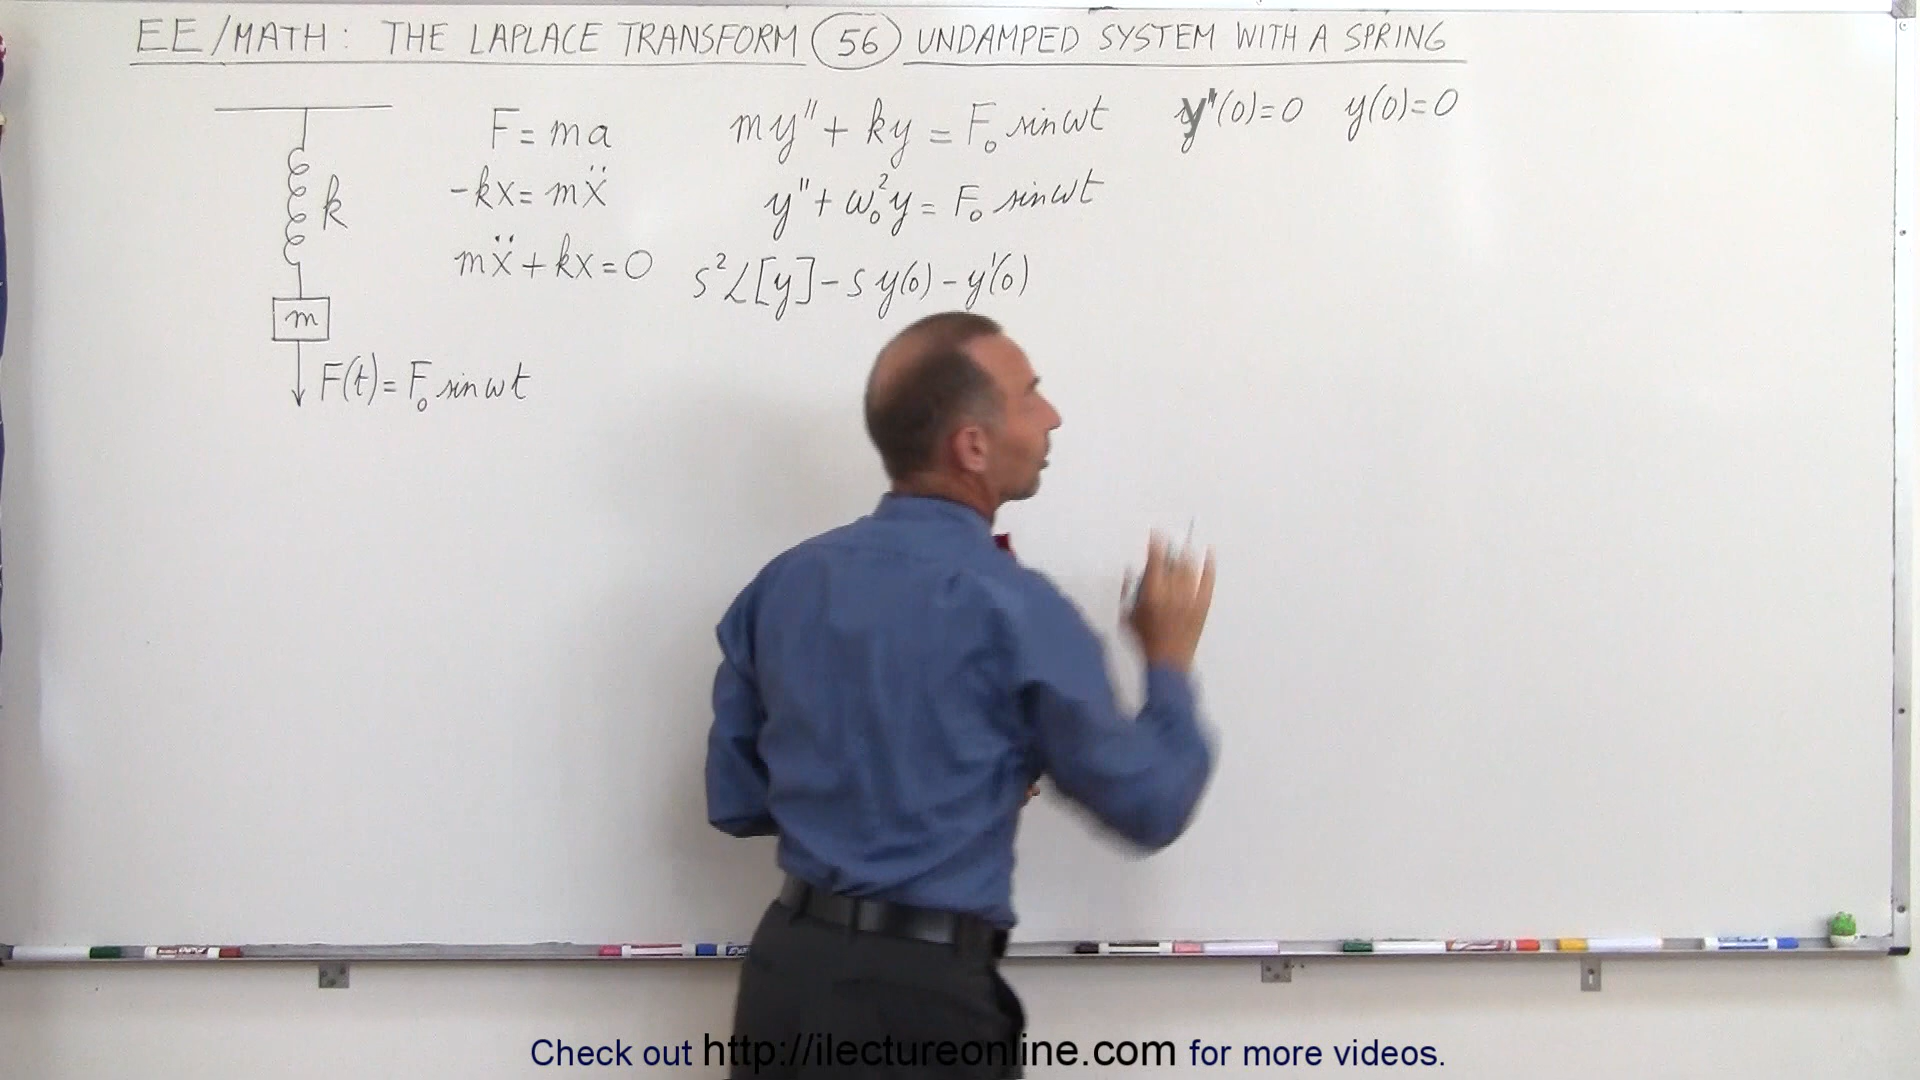 EE/MATH: THE LAPLACE TRANSFORM 56 UNDAMPED SYSTEM WITH A SPRING
k
m
F(t) = F₀ sin ωt
F = ma
-kx = mẍ
mẍ + kx = 0
my'' + ky = F₀ sin ωt
y'' + ω₀²y = F₀ sin ωt
s²L[y] - s y(0) - y'(0)
y'(0) = 0 y(0) = 0
Check out http://ilectureonline.com for more videos.